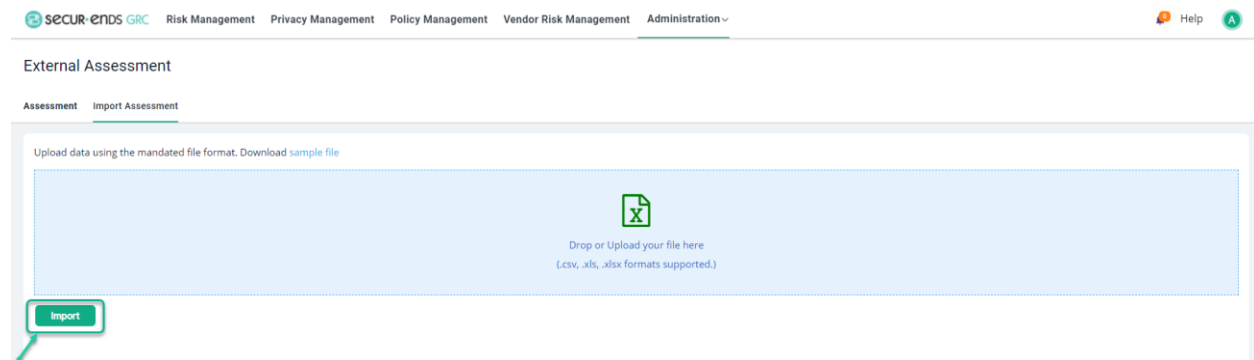 SECUR-ENDS GRC Risk Management Privacy Management Policy Management Vendor Risk Management Administration Help A
External Assessment
Assessment Import Assessment
Upload data using the mandated file format. Download sample file
X
Drop or Upload your file here
(.csv, .xls, .xlsx formats supported.)
Import